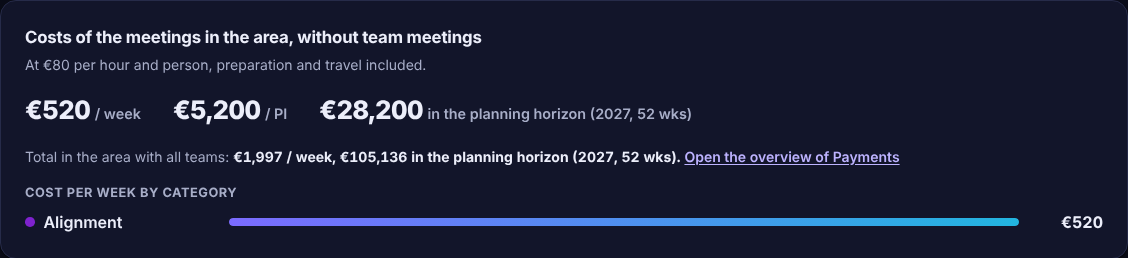 Costs of the meetings in the area, without team meetings
At €80 per hour and person, preparation and travel included.
€520 / week €5,200 / PI €28,200 in the planning horizon (2027, 52 wks)
Total in the area with all teams: €1,997 / week, €105,136 in the planning horizon (2027, 52 wks). Open the overview of Payments
COST PER WEEK BY CATEGORY
Alignment €520